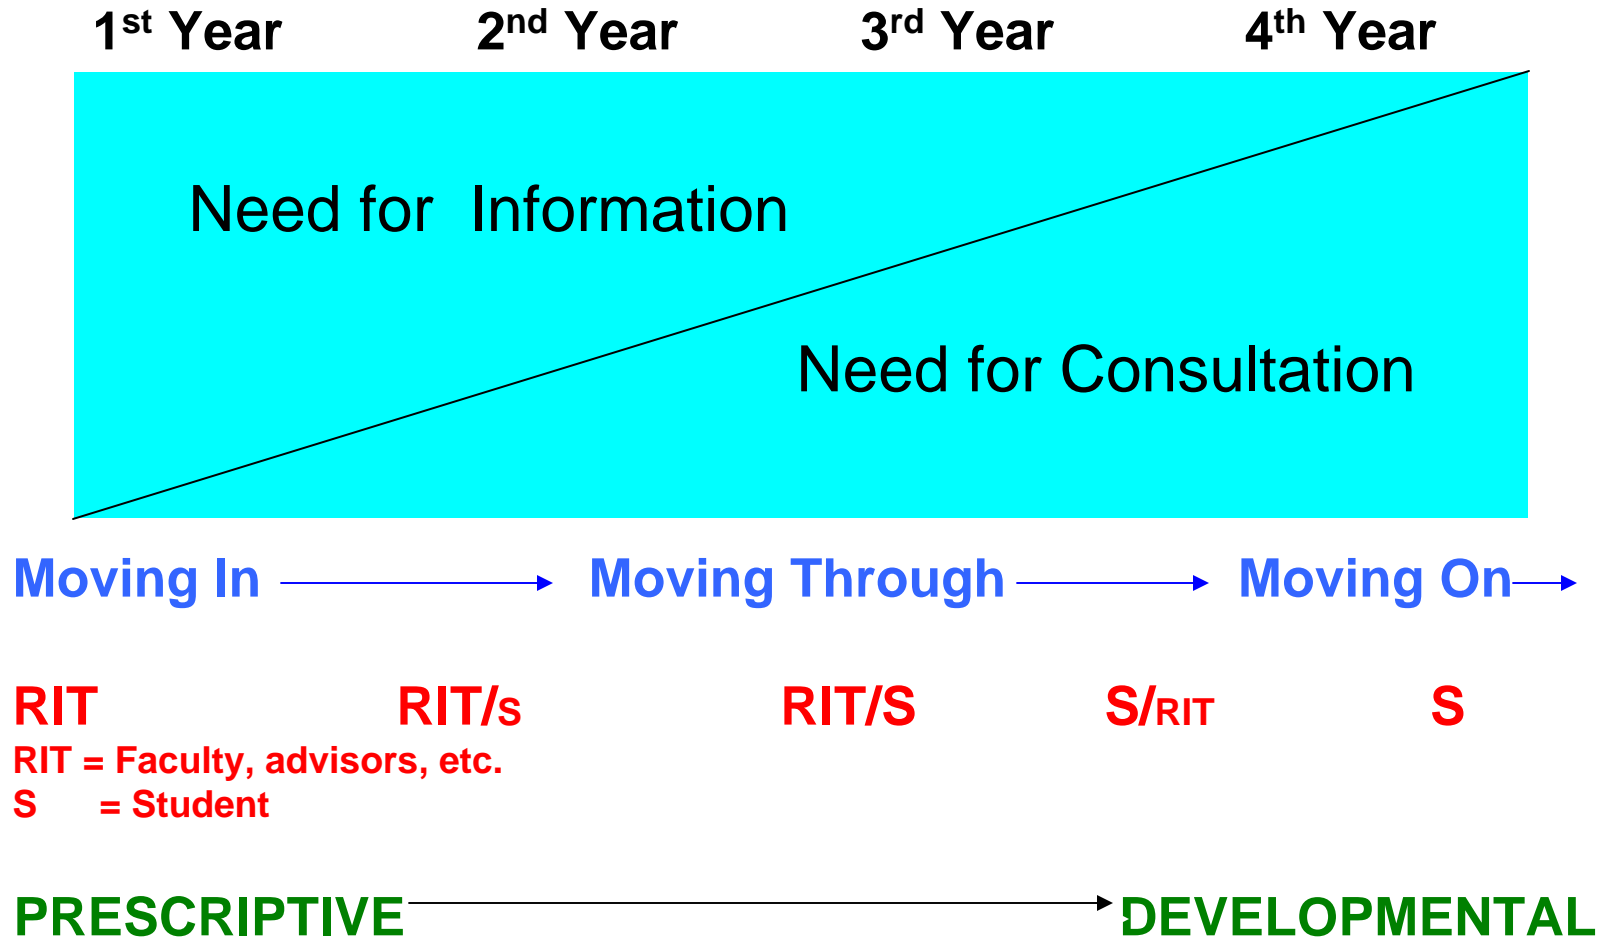 1st Year 2nd Year 3rd Year 4th Year
Need for Information
Need for Consultation
Moving In Moving Through Moving On
RIT RIT/S RIT/S S/RIT S
RIT = Faculty, advisors, etc.
S = Student
PRESCRIPTIVE DEVELOPMENTAL